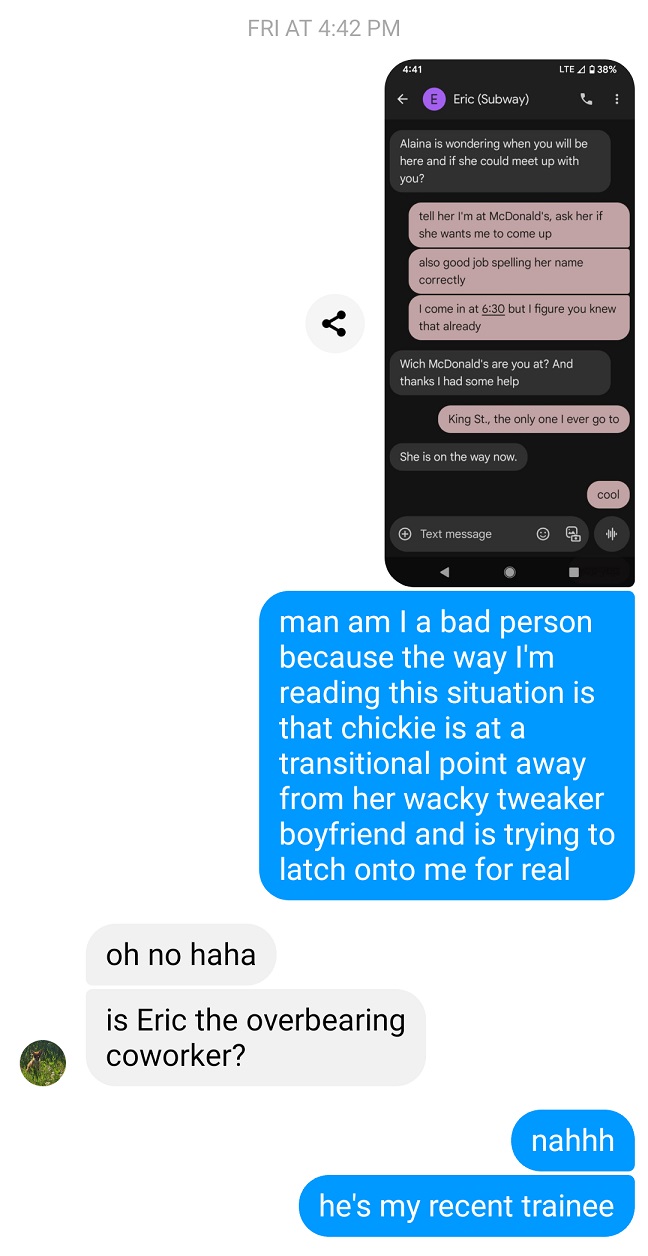 FRI AT 4:42 PM
4:41
LTE 38%
E
Eric (Subway)
Alaina is wondering when you will be
here and if she could meet up with
you?
tell her I'm at McDonald's, ask her if
she wants me to come up
also good job spelling her name
correctly
I come in at 6:30 but I figure you knew
that already
Wich McDonald's are you at? And
thanks I had some help
King St., the only one I ever go to
She is on the way now.
cool
Text message
man am I a bad person
because the way I'm
reading this situation is
that chickie is at a
transitional point away
from her wacky tweaker
boyfriend and is trying to
latch onto me for real
oh no haha
is Eric the overbearing
coworker?
nahhh
he's my recent trainee